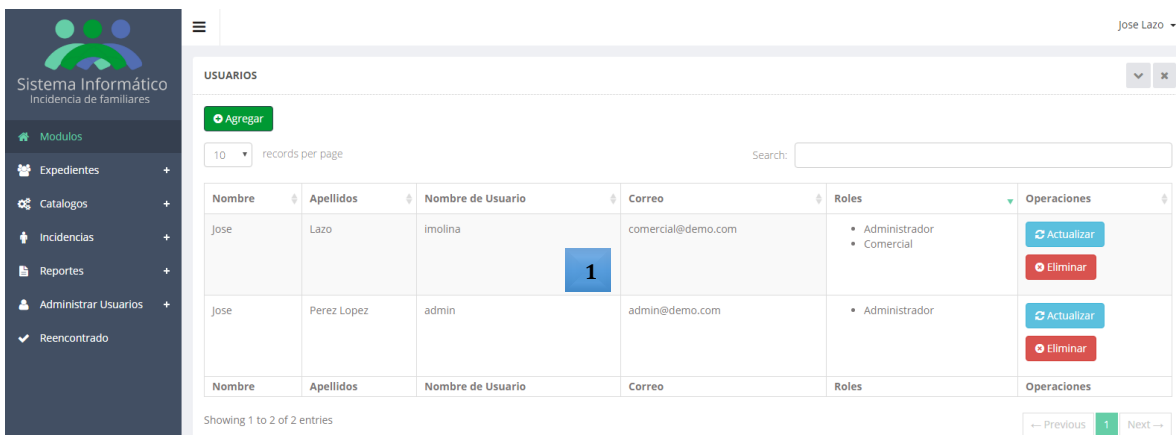 Jose Lazo
Sistema Informático
Incidencia de familiares
Modulos
Expedientes +
Catalogos +
Incidencias +
Reportes +
Administrar Usuarios +
Reencontrado
USUARIOS
Agregar
10 records per page Search:
Nombre Apellidos Nombre de Usuario Correo Roles Operaciones
Jose Lazo imolina comercial@demo.com • Administrador Actualizar
• Comercial
Eliminar
1
Jose Perez Lopez admin admin@demo.com • Administrador Actualizar
Eliminar
Nombre Apellidos Nombre de Usuario Correo Roles Operaciones
Showing 1 to 2 of 2 entries ← Previous 1 Next →